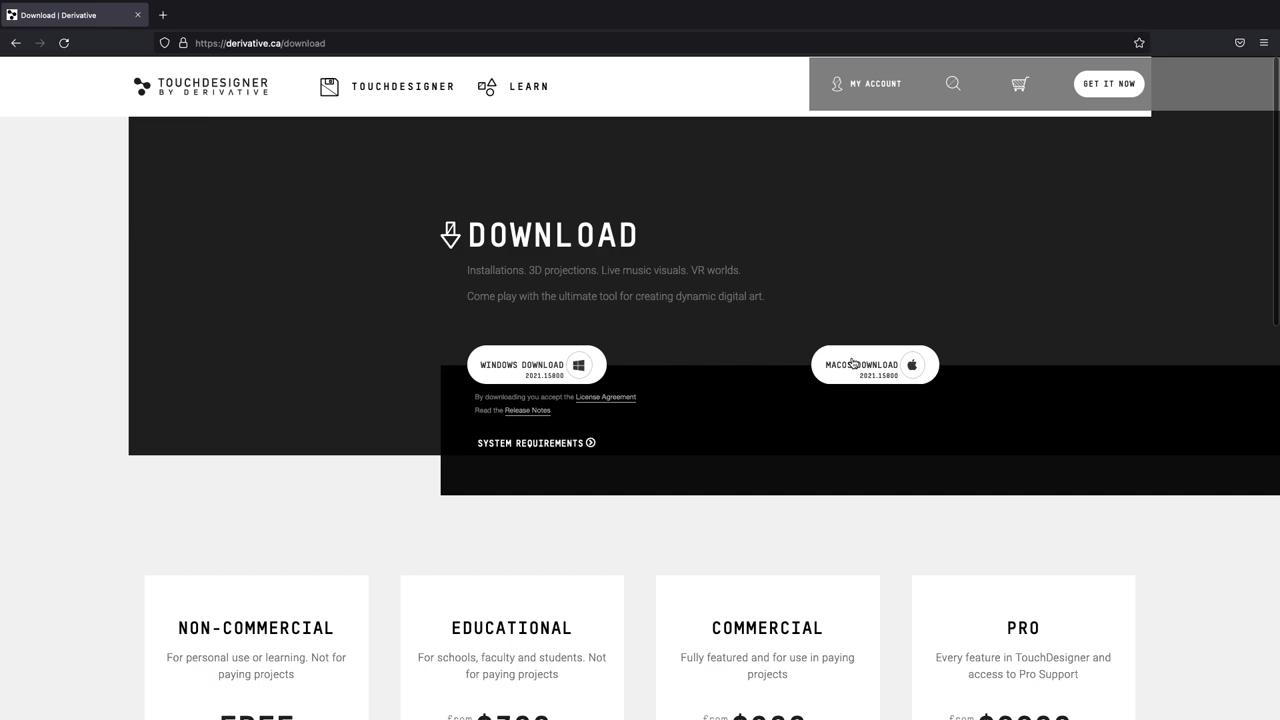 Download | Derivative
https://derivative.ca/download
TOUCHDESIGNER
BY DERIVATIVE
TOUCHDESIGNER
LEARN
MY ACCOUNT
GET IT NOW
DOWNLOAD
Installations. 3D projections. Live music visuals. VR worlds.
Come play with the ultimate tool for creating dynamic digital art.
WINDOWS DOWNLOAD
2021.15800
MACOS DOWNLOAD
2021.15800
By downloading you accept the License Agreement
Read the Release Notes
SYSTEM REQUIREMENTS
NON-COMMERCIAL
For personal use or learning. Not for
paying projects
FREE
EDUCATIONAL
For schools, faculty and students. Not
for paying projects
from
COMMERCIAL
Fully featured and for use in paying
projects
from
PRO
Every feature in TouchDesigner and
access to Pro Support
from